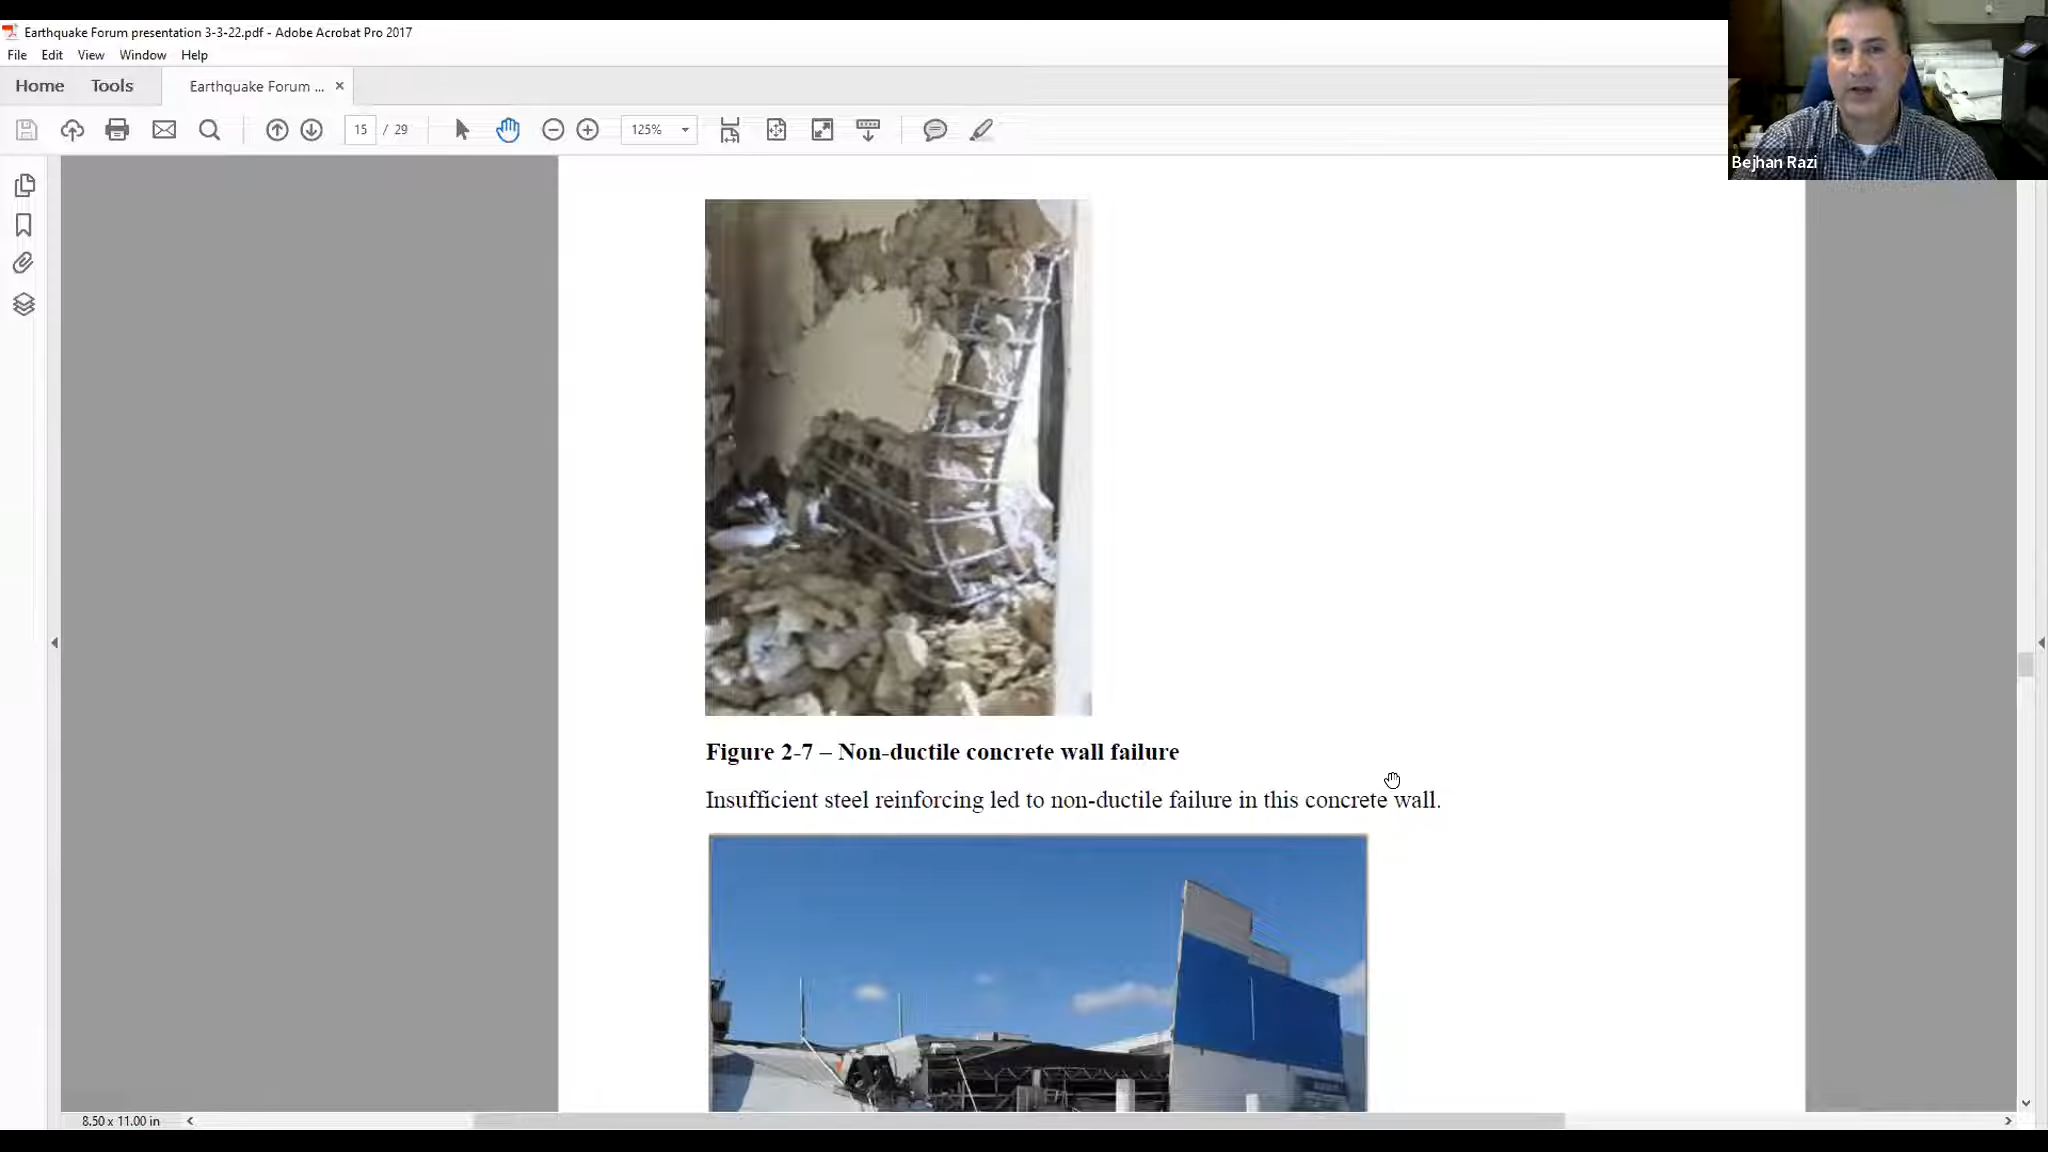 Earthquake Forum presentation 3-3-22.pdf - Adobe Acrobat Pro 2017
File Edit View Window Help
Home Tools Earthquake Forum ... ×
15 / 29 125%
Bejhan Razi
Figure 2-7 – Non-ductile concrete wall failure
Insufficient steel reinforcing led to non-ductile failure in this concrete wall.
8.50 x 11.00 in